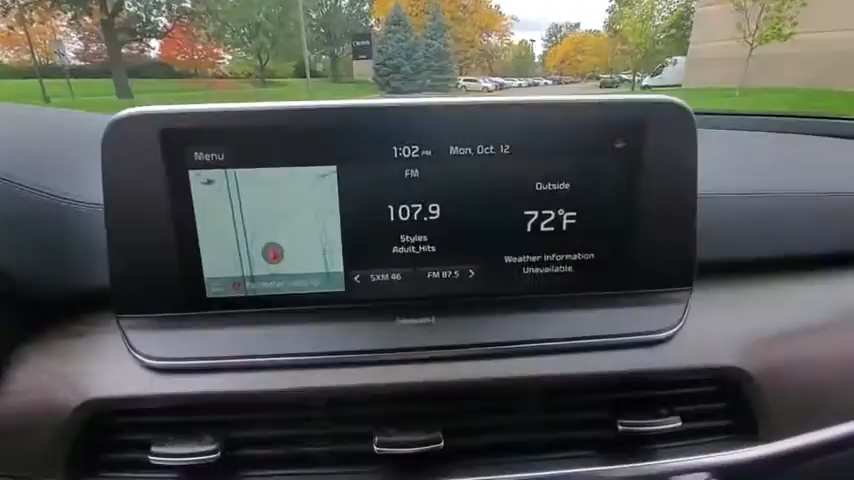 Menu
1:02 PM Mon, Oct. 12
FM
107.9
Styles
Adult_Hits
< SXM 46 FM 87.5 >
Outside
72°F
Weather Information
Unavailable